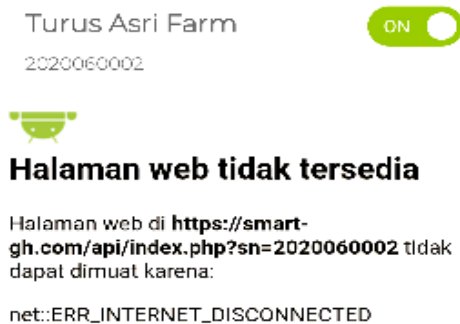 Turus Asri Farm
ON
2020060002
Halaman web tidak tersedia
Halaman web di https://smart-
gh.com/api/index.php?sn=2020060002 tidak
dapat dimuat karena:
net::ERR_INTERNET_DISCONNECTED